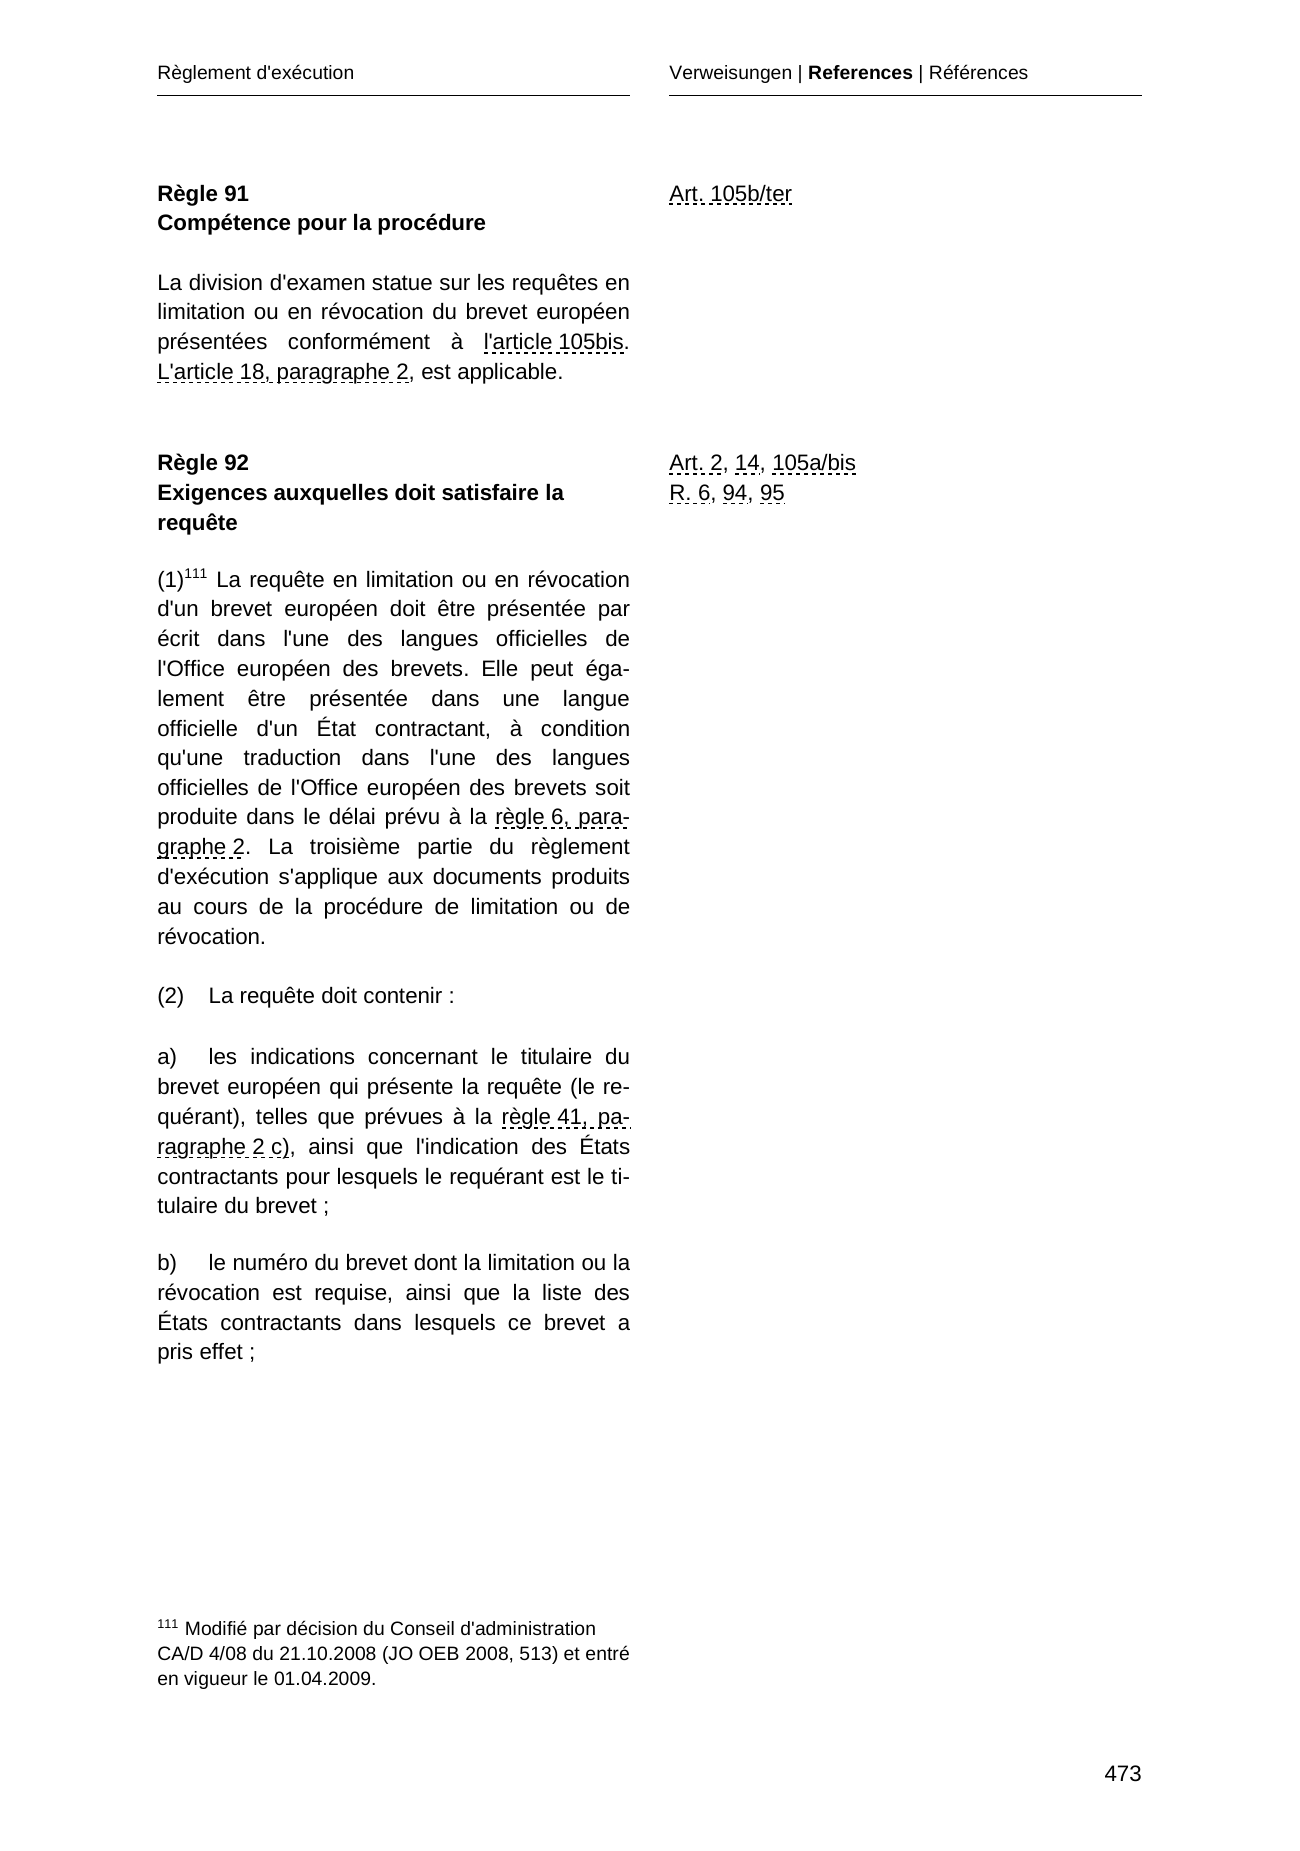 Règlement d'exécution
Verweisungen | References | Références
Règle 91
Compétence pour la procédure
Art. 105b/ter
La division d'examen statue sur les requêtes en
limitation ou en révocation du brevet européen
présentées conformément à l'article 105bis.
L'article 18, paragraphe 2, est applicable.
Règle 92
Exigences auxquelles doit satisfaire la
requête
Art. 2, 14, 105a/bis
R. 6, 94, 95
(1)111 La requête en limitation ou en révocation
d'un brevet européen doit être présentée par
écrit dans l'une des langues officielles de
l'Office européen des brevets. Elle peut éga-
lement être présentée dans une langue
officielle d'un État contractant, à condition
qu'une traduction dans l'une des langues
officielles de l'Office européen des brevets soit
produite dans le délai prévu à la règle 6, para-
graphe 2. La troisième partie du règlement
d'exécution s'applique aux documents produits
au cours de la procédure de limitation ou de
révocation.
(2) La requête doit contenir :
a) les indications concernant le titulaire du
brevet européen qui présente la requête (le re-
quérant), telles que prévues à la règle 41, pa-
ragraphe 2 c), ainsi que l'indication des États
contractants pour lesquels le requérant est le ti-
tulaire du brevet ;
b) le numéro du brevet dont la limitation ou la
révocation est requise, ainsi que la liste des
États contractants dans lesquels ce brevet a
pris effet ;
111 Modifié par décision du Conseil d'administration
CA/D 4/08 du 21.10.2008 (JO OEB 2008, 513) et entré
en vigueur le 01.04.2009.
473